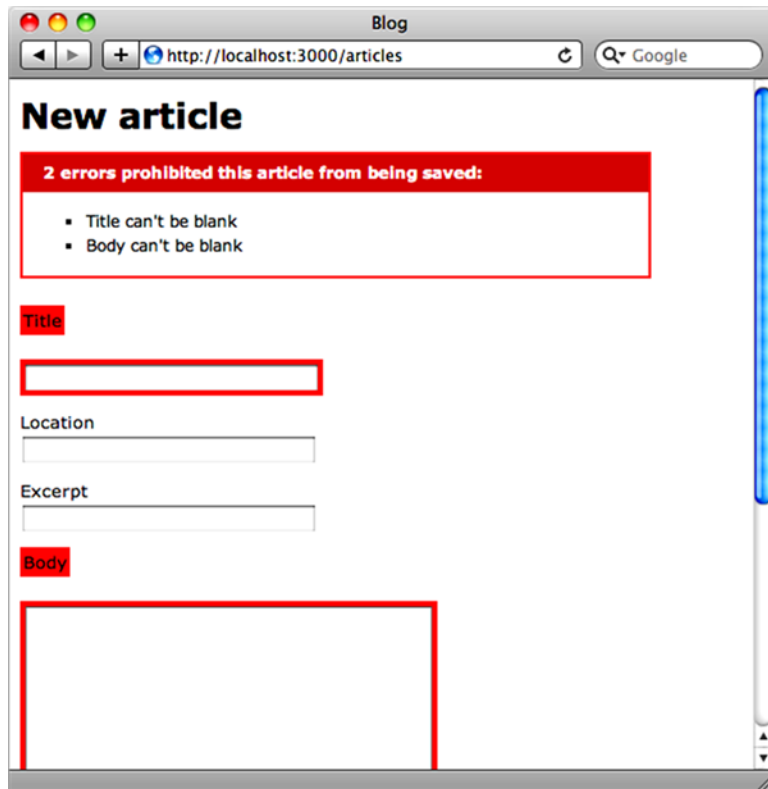 Blog
http://localhost:3000/articles
Google
New article
2 errors prohibited this article from being saved:
Title can't be blank
Body can't be blank
Title
Location
Excerpt
Body